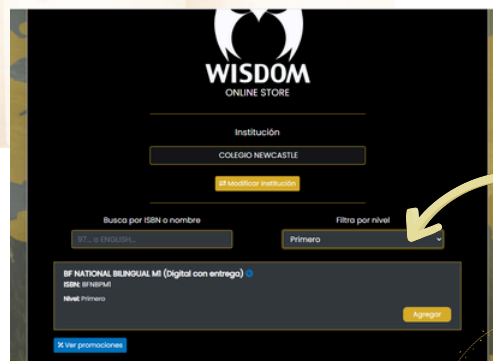 WISDOM
ONLINE STORE
Institución
COLEGIO NEWCASTLE
Modificar institución
Busca por ISBN o nombre
Filtra por nivel
97... o ENGLISH...
Primero
BF NATIONAL BILINGUAL M1 (Digital con entrega)
ISBN: BFNBPM1
Nivel: Primero
Agregar
Ver promociones